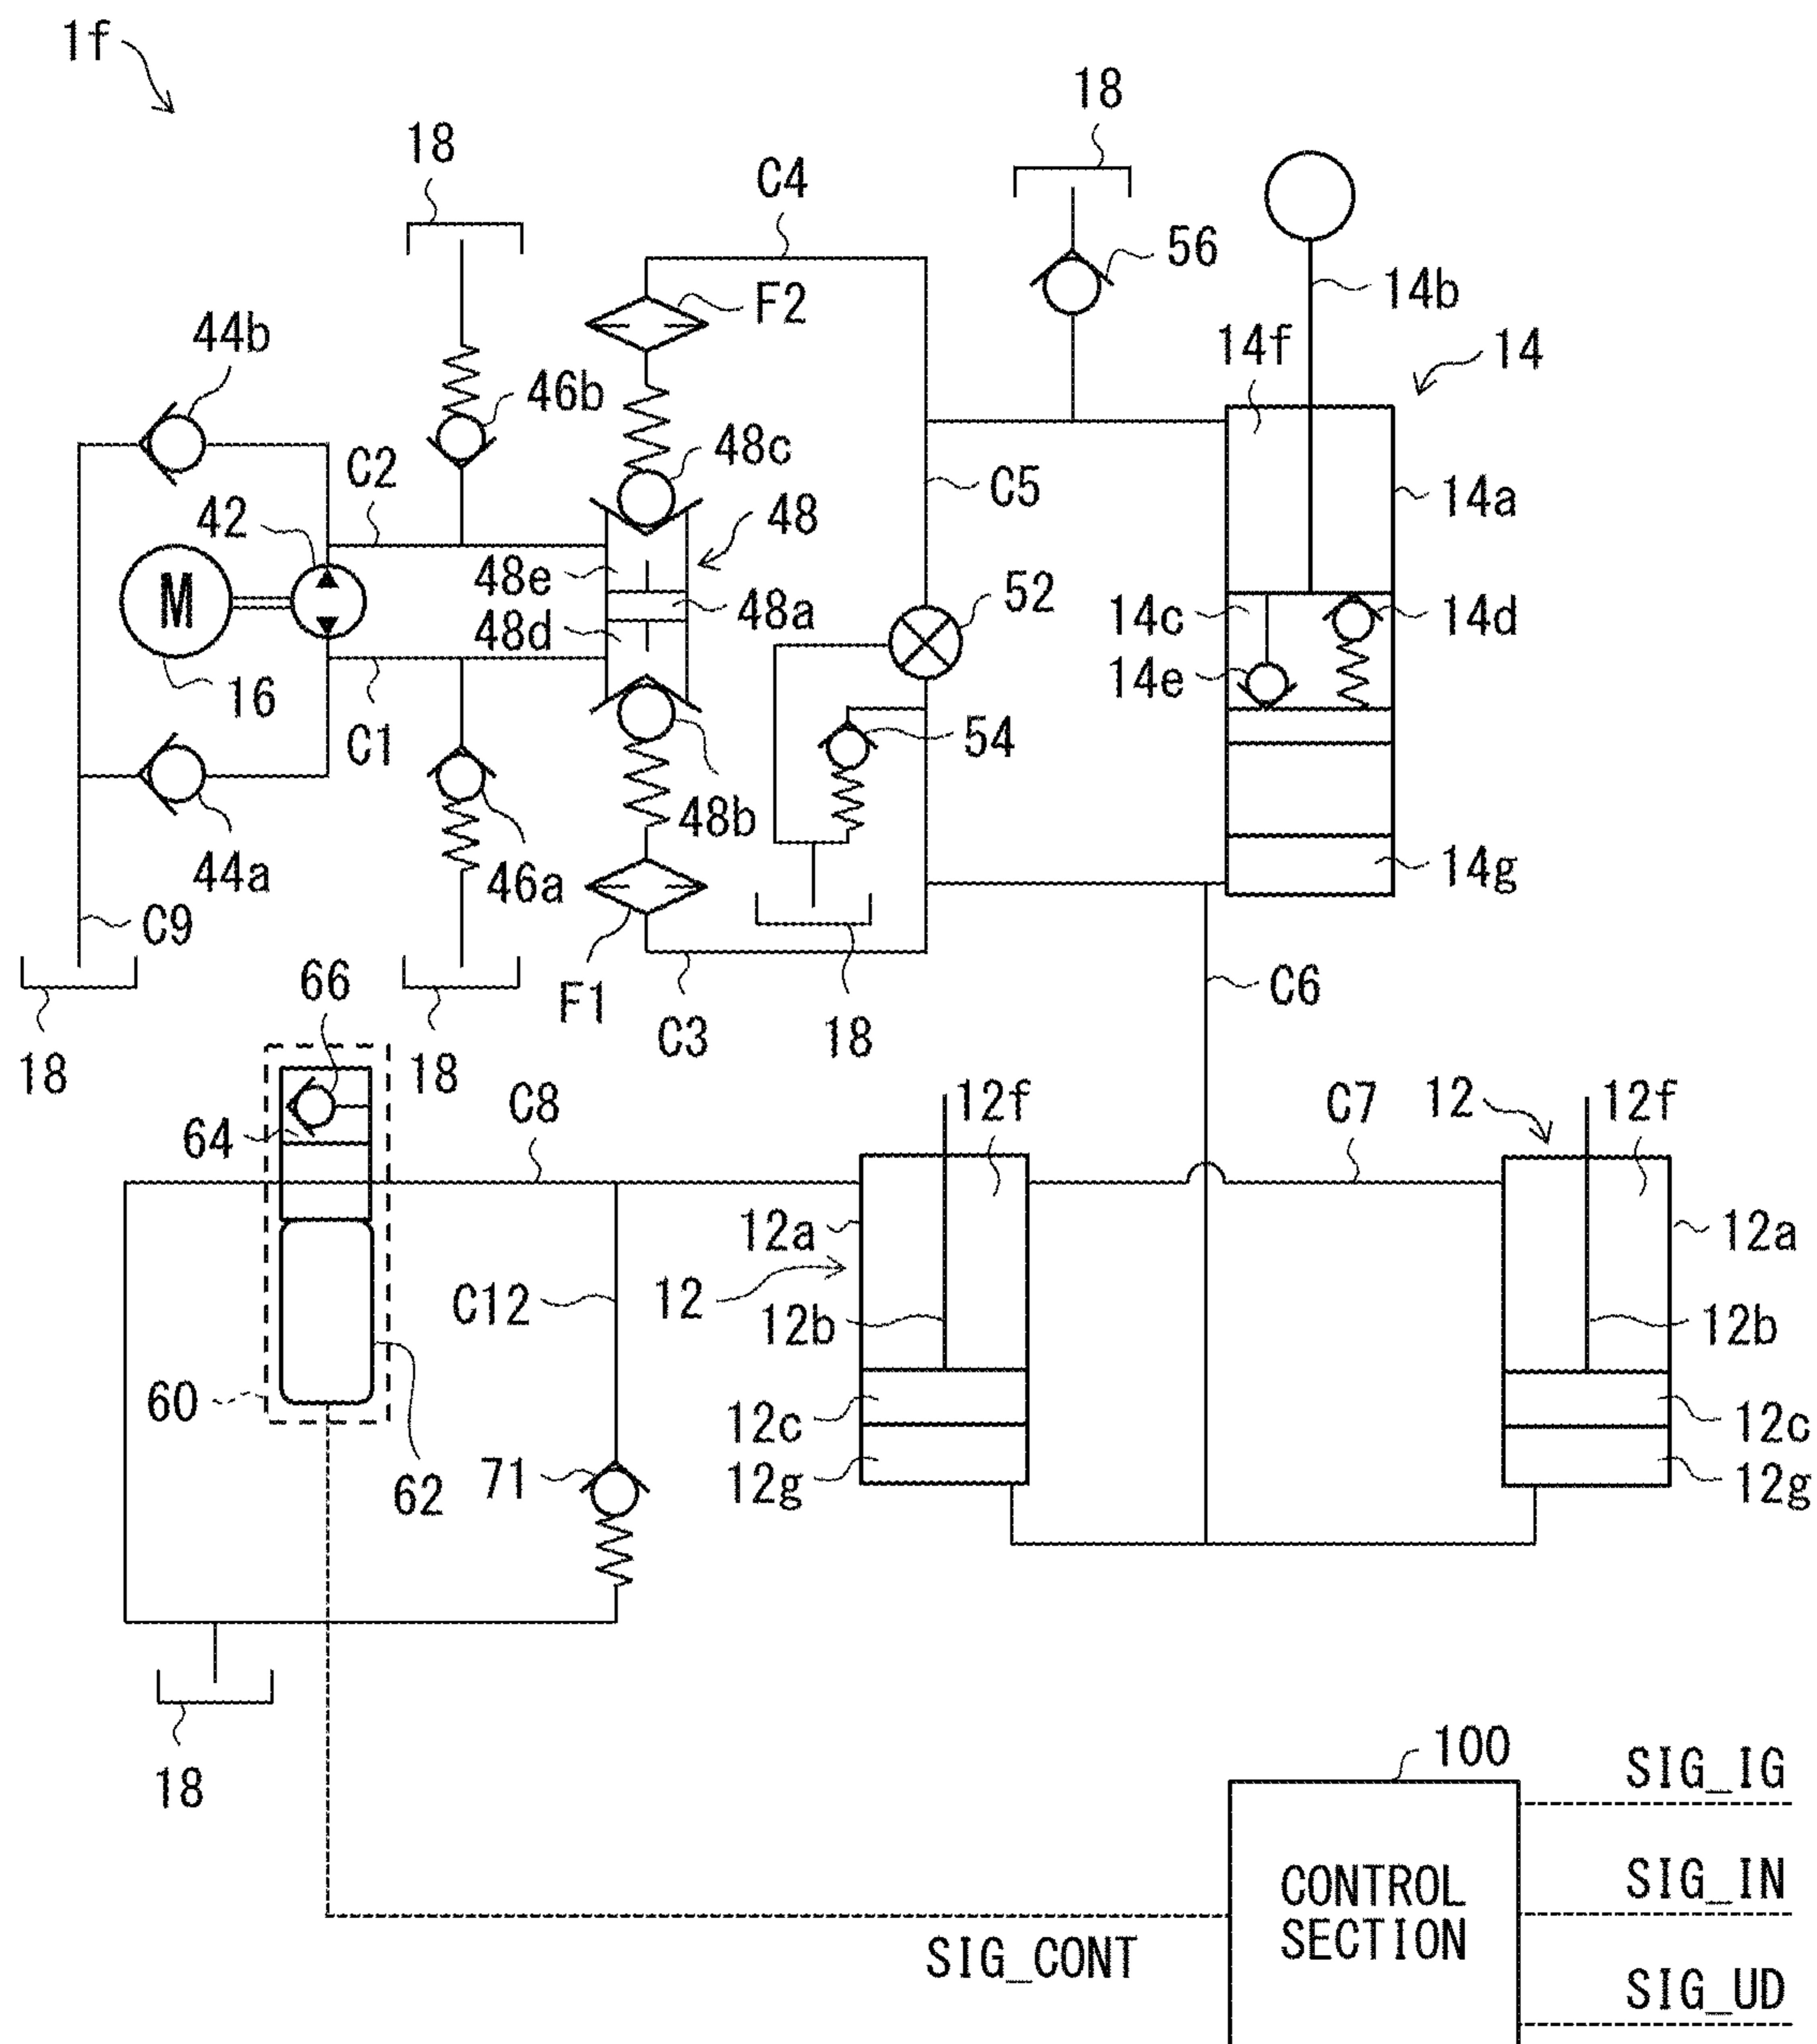 1f
18
18
C4
56
14b
F2
44b
14f
14
46b
48c
C2
C5
14a
48
42
48e
52
48a
M
14c
14d
48d
14e
16
54
C1
48b
14g
44a
46a
C9
66
F1
C6
18
C3
18
18
C8
12f
C7
12
12f
64
12a
12a
C12
12
12b
12b
60
12c
12c
71
62
12g
12g
18
100
SIG_IG
CONTROL
SECTION
SIG_IN
SIG_CONT
SIG_UD